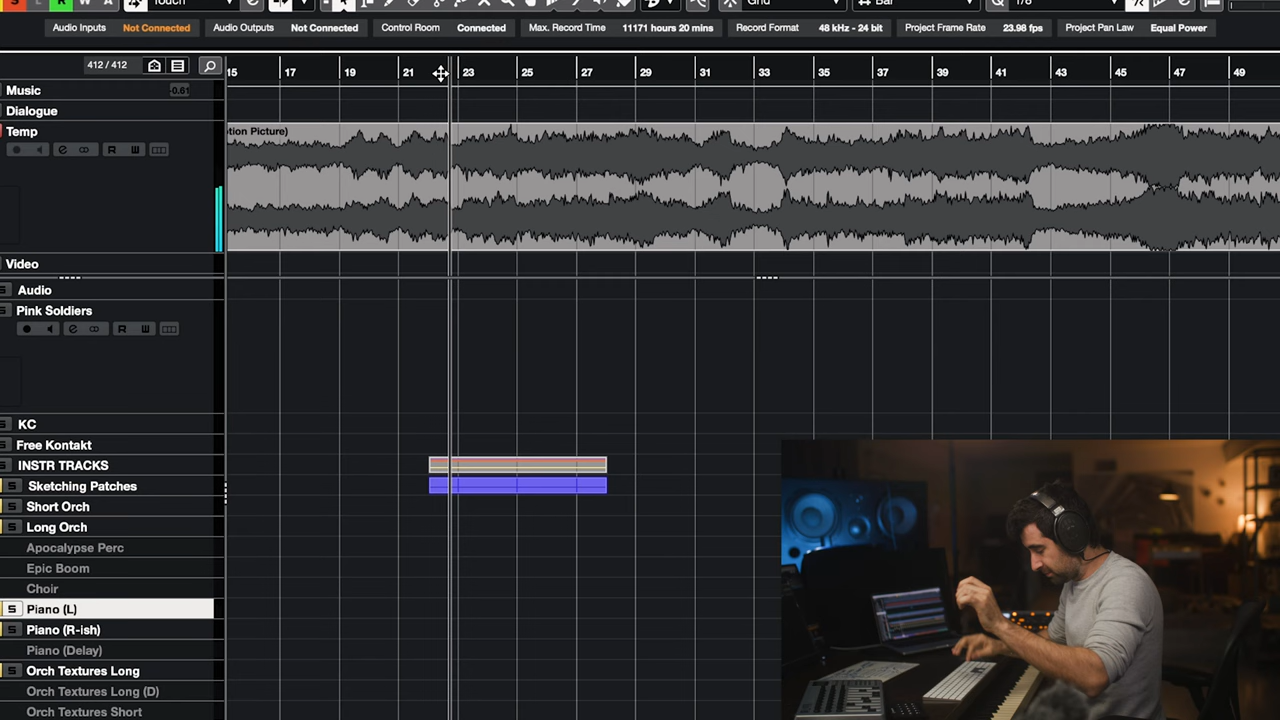 S L R W A Touch Grid Bar Q 1/8
Audio Inputs Not Connected Audio Outputs Not Connected Control Room Connected Max. Record Time 11171 hours 20 mins Record Format 48 kHz - 24 bit Project Frame Rate 23.98 fps Project Pan Law Equal Power
412 / 412 15 17 19 21 23 25 27 29 31 33 35 37 39 41 43 45 47 49
Music -0.61
Dialogue
Temp
tion Picture)
e R W
Video
S Audio
S Pink Soldiers
e R W
S KC
S Free Kontakt
S INSTR TRACKS
S Sketching Patches
S Short Orch
S Long Orch
Apocalypse Perc
Epic Boom
Choir
S Piano (L)
S Piano (R-ish)
Piano (Delay)
S Orch Textures Long
Orch Textures Long (D)
Orch Textures Short